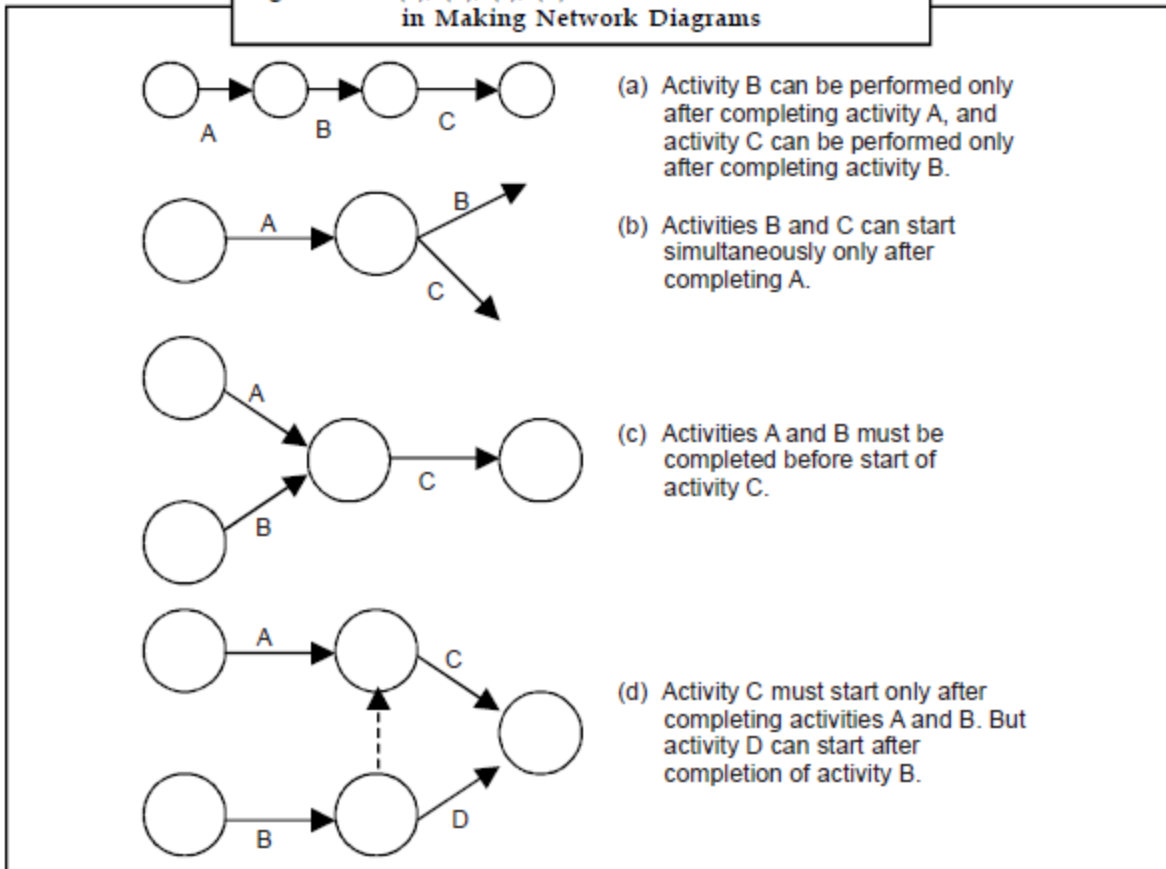 in Making Network Diagrams
A
B
C
(a) Activity B can be performed only
after completing activity A, and
activity C can be performed only
after completing activity B.
A
B
C
(b) Activities B and C can start
simultaneously only after
completing A.
A
B
C
(c) Activities A and B must be
completed before start of
activity C.
A
C
B
D
(d) Activity C must start only after
completing activities A and B. But
activity D can start after
completion of activity B.